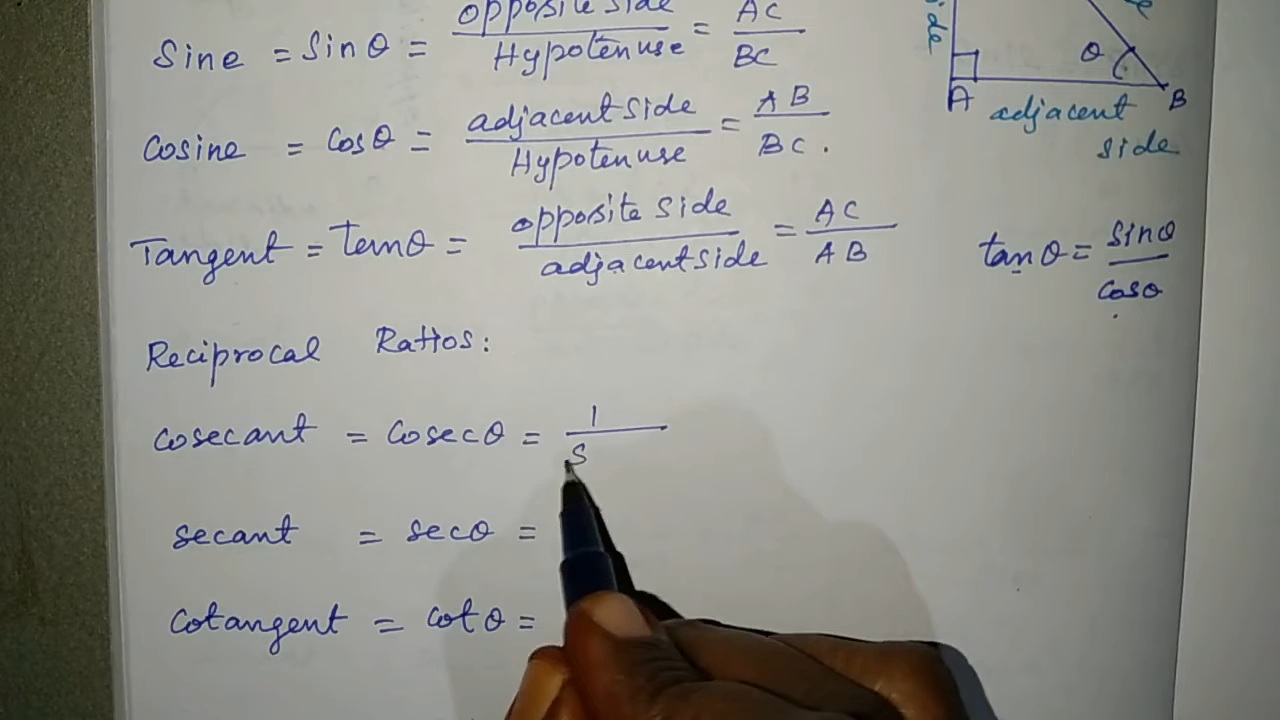 Sine = Sin θ = opposite side / Hypotenuse = AC / BC
Cosine = Cos θ = adjacent side / Hypotenuse = AB / BC.
Tangent = Tan θ = opposite side / adjacent side = AC / AB
Reciprocal Ratios:
Cosecant = Cosec θ = 1 / S
Secant = sec θ =
Cotangent = cot θ =
side
θ
A
B
adjacent
side
tan θ = sin θ / cos θ